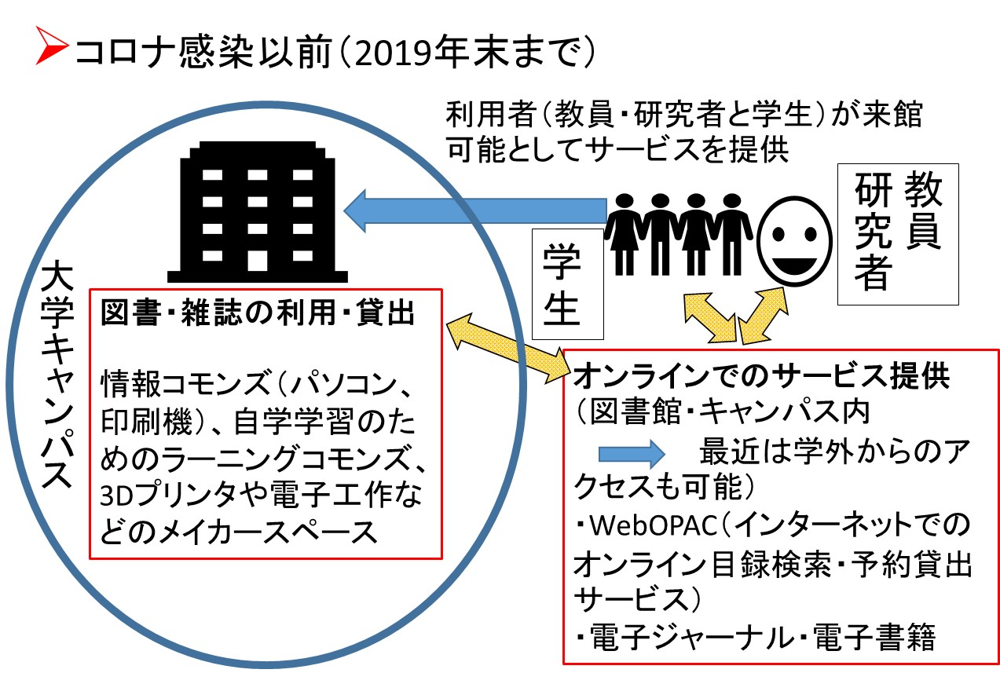 コロナ感染以前（2019年末まで）
利用者（教員・研究者と学生）が来館
可能としてサービスを提供
教員
研究者
学生
大学キャンパス
図書・雑誌の利用・貸出
情報コモンズ（パソコン、
印刷機）、自学学習のた
めのラーニングコモンズ、
3Dプリンタや電子工作な
どのメイカースペース
オンラインでのサービス提供
（図書館・キャンパス内
最近は学外からのア
クセスも可能）
・WebOPAC（インターネットでの
オンライン目録検索・予約貸出
サービス）
・電子ジャーナル・電子書籍